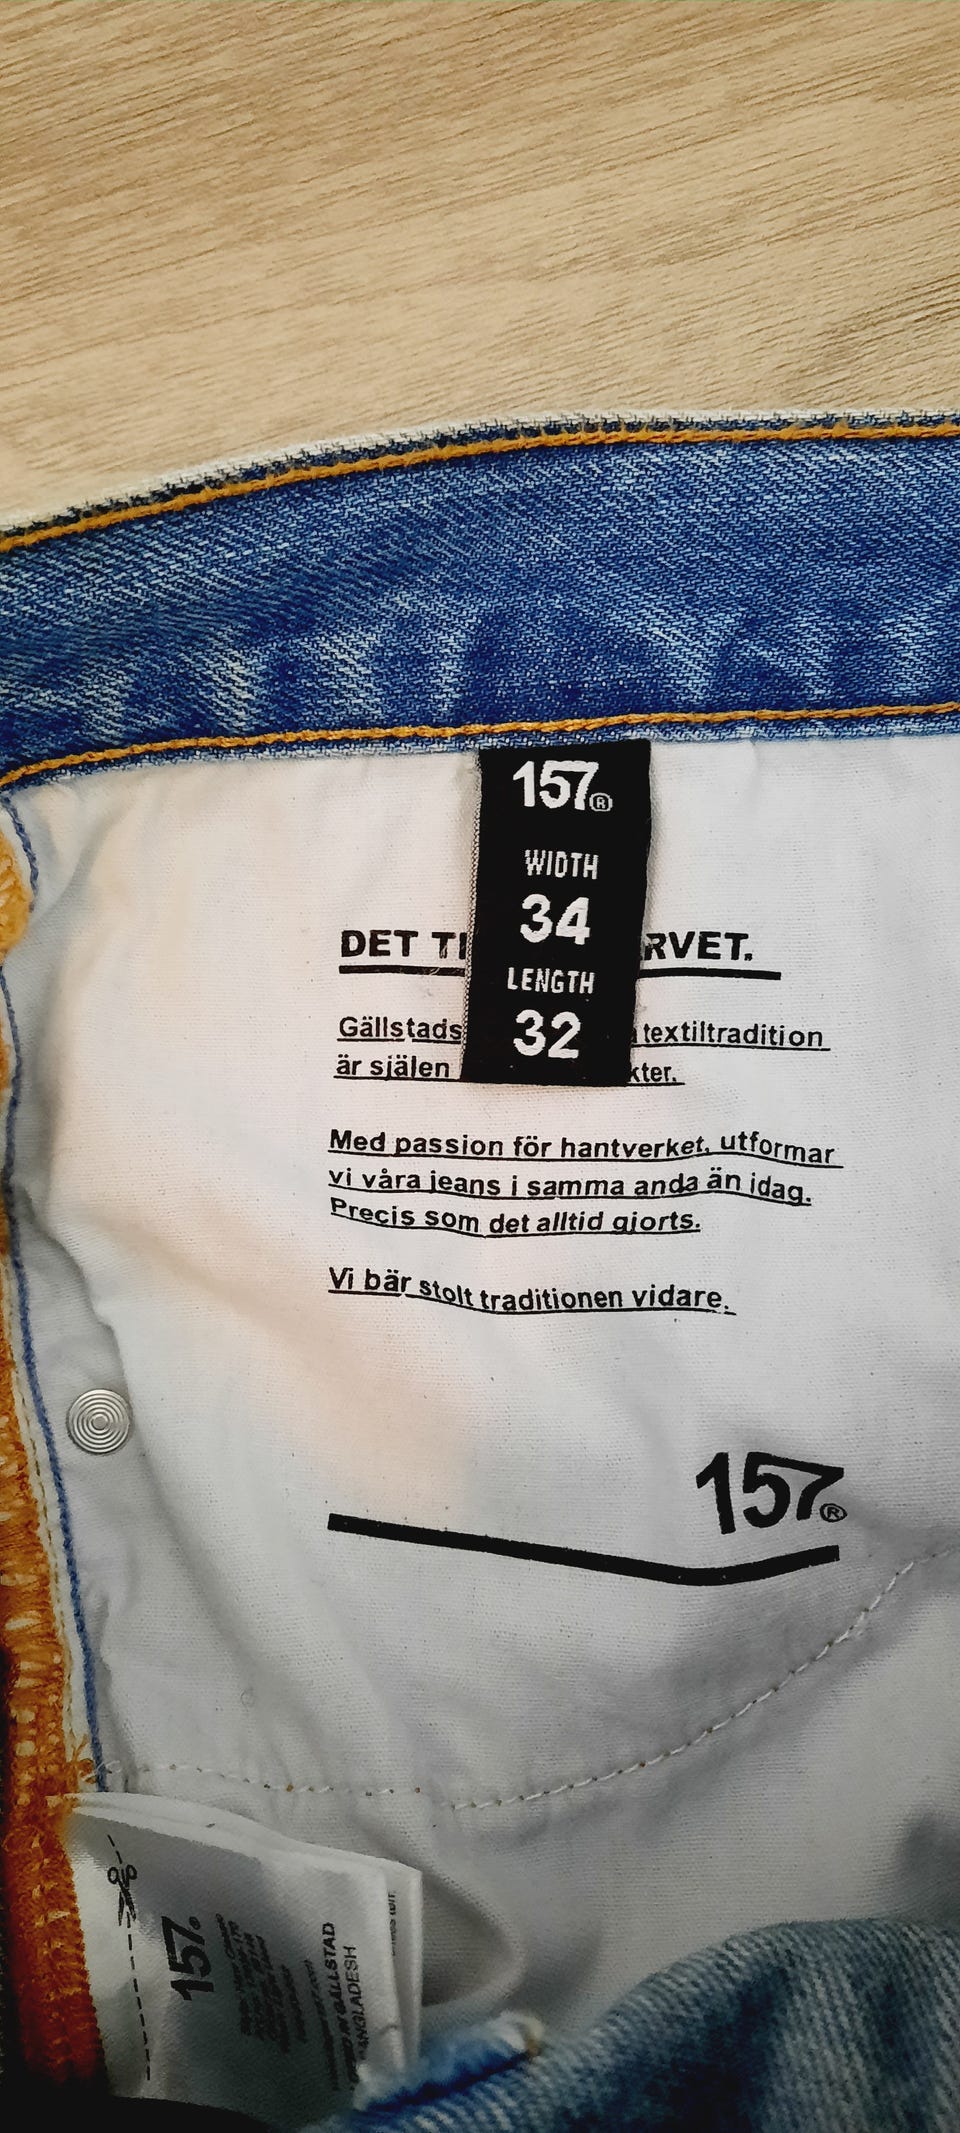 157®
WIDTH
34
LENGTH
32
DET TI RVET.
Gällstads textiltradition
är själen kter.
Med passion för hantverket, utformar
vi våra jeans i samma anda än idag.
Precis som det alltid gjorts.
Vi bär stolt traditionen vidare.
157®
157®
GÄLLSTAD
BANGLADESH